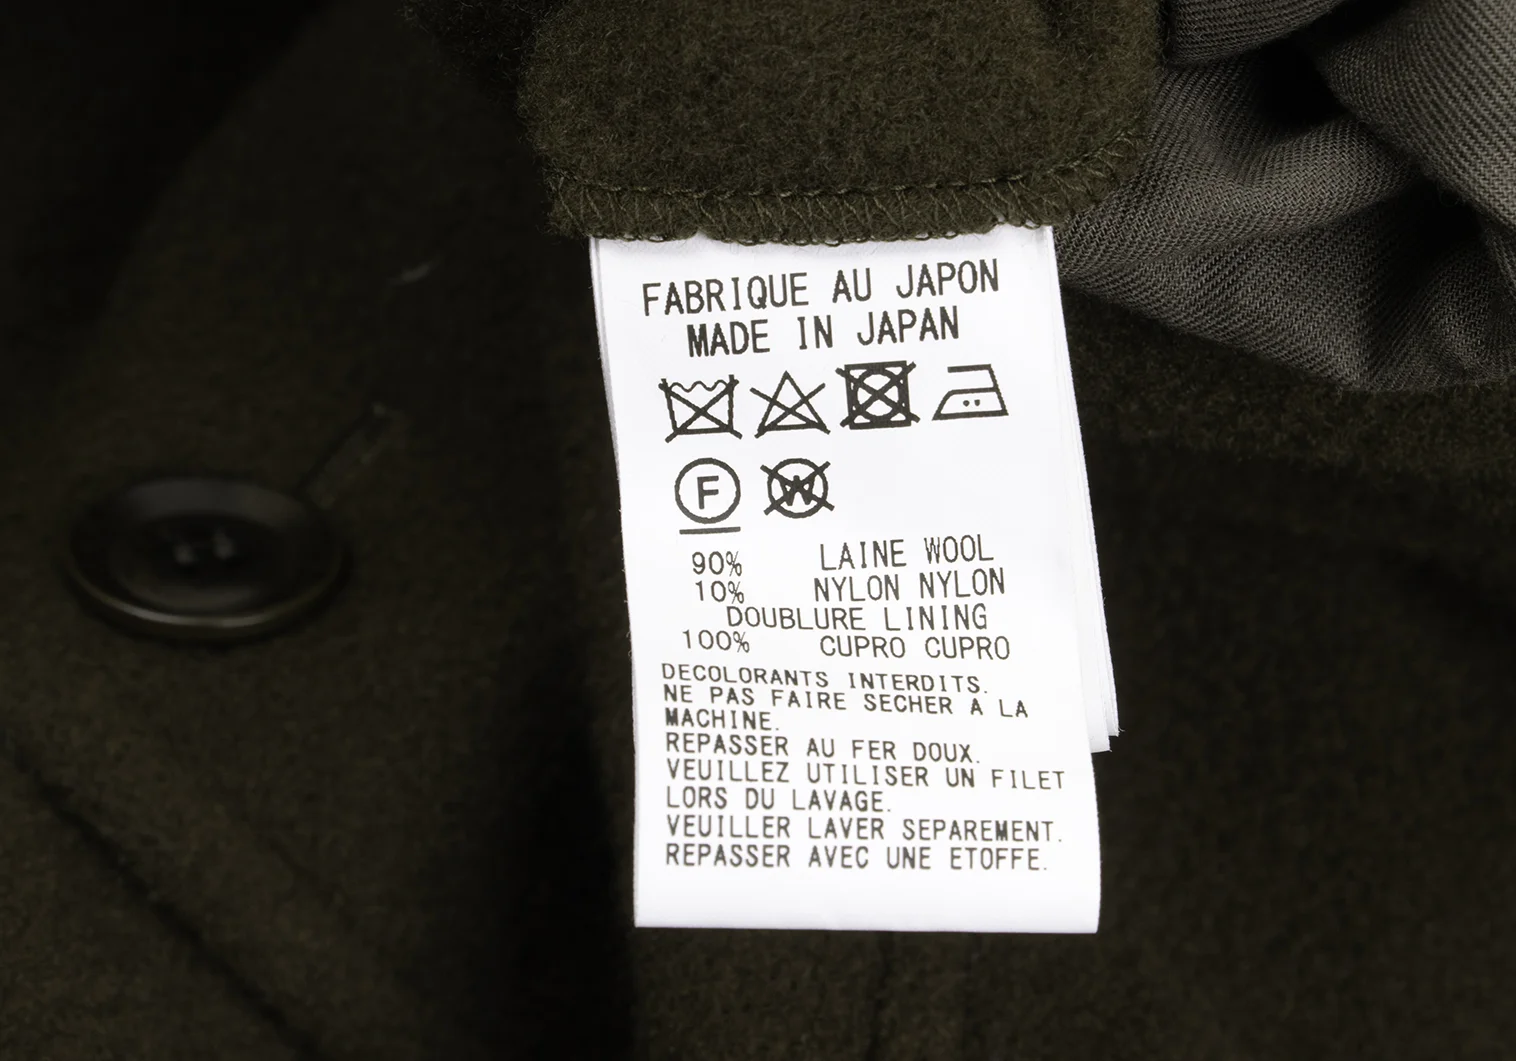 FABRIQUE AU JAPON
MADE IN JAPAN
F W
90% LAINE WOOL
10% NYLON NYLON
DOUBLURE LINING
100% CUPRO CUPRO
DECOLORANTS INTERDITS.
NE PAS FAIRE SECHER A LA
MACHINE.
REPASSER AU FER DOUX.
VEUILLEZ UTILISER UN FILET
LORS DU LAVAGE.
VEUILLER LAVER SEPAREMENT.
REPASSER AVEC UNE ETOFFE.